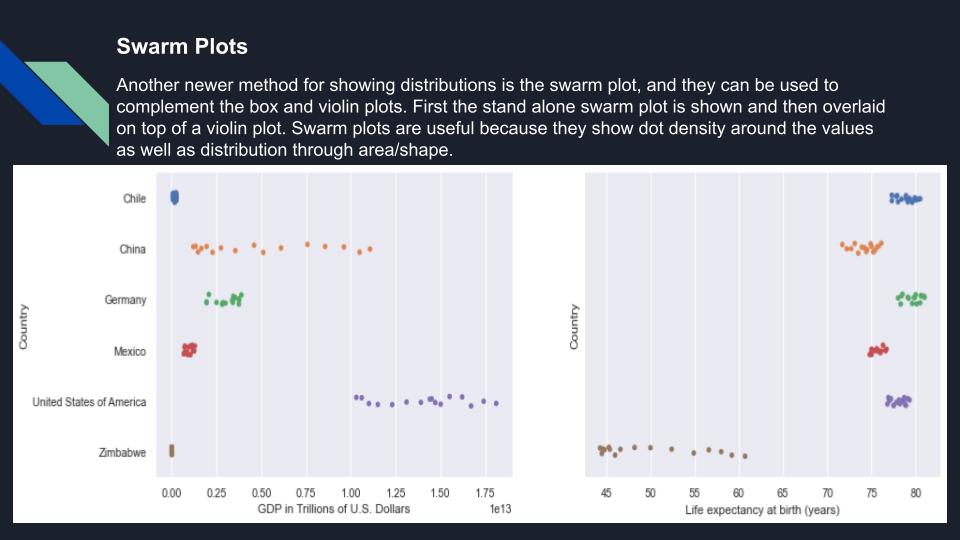 Swarm Plots
Another newer method for showing distributions is the swarm plot, and they can be used to
complement the box and violin plots. First the stand alone swarm plot is shown and then overlaid
on top of a violin plot. Swarm plots are useful because they show dot density around the values
as well as distribution through area/shape.
Country
Chile
China
Germany
Mexico
United States of America
Zimbabwe
0.00 0.25 0.50 0.75 1.00 1.25 1.50 1.75
GDP in Trillions of U.S. Dollars 1e13
Country
45 50 55 60 65 70 75 80
Life expectancy at birth (years)